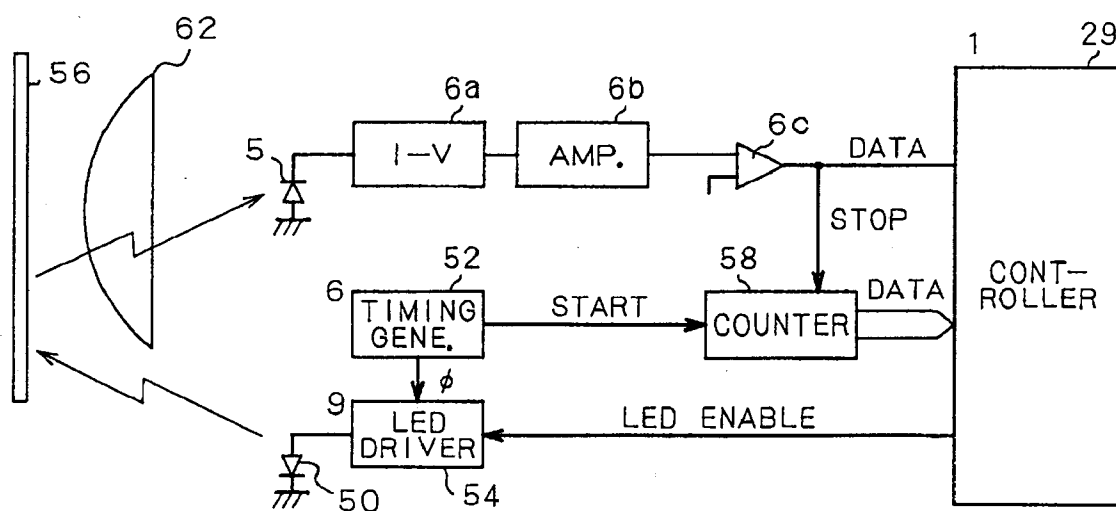 62
56
1
29
6a
6b
6c
5
I-V
AMP.
DATA
STOP
52
58
6
TIMING
GENE.
START
COUNTER
DATA
CONT-
ROLLER
φ
9
LED
DRIVER
LED ENABLE
50
54